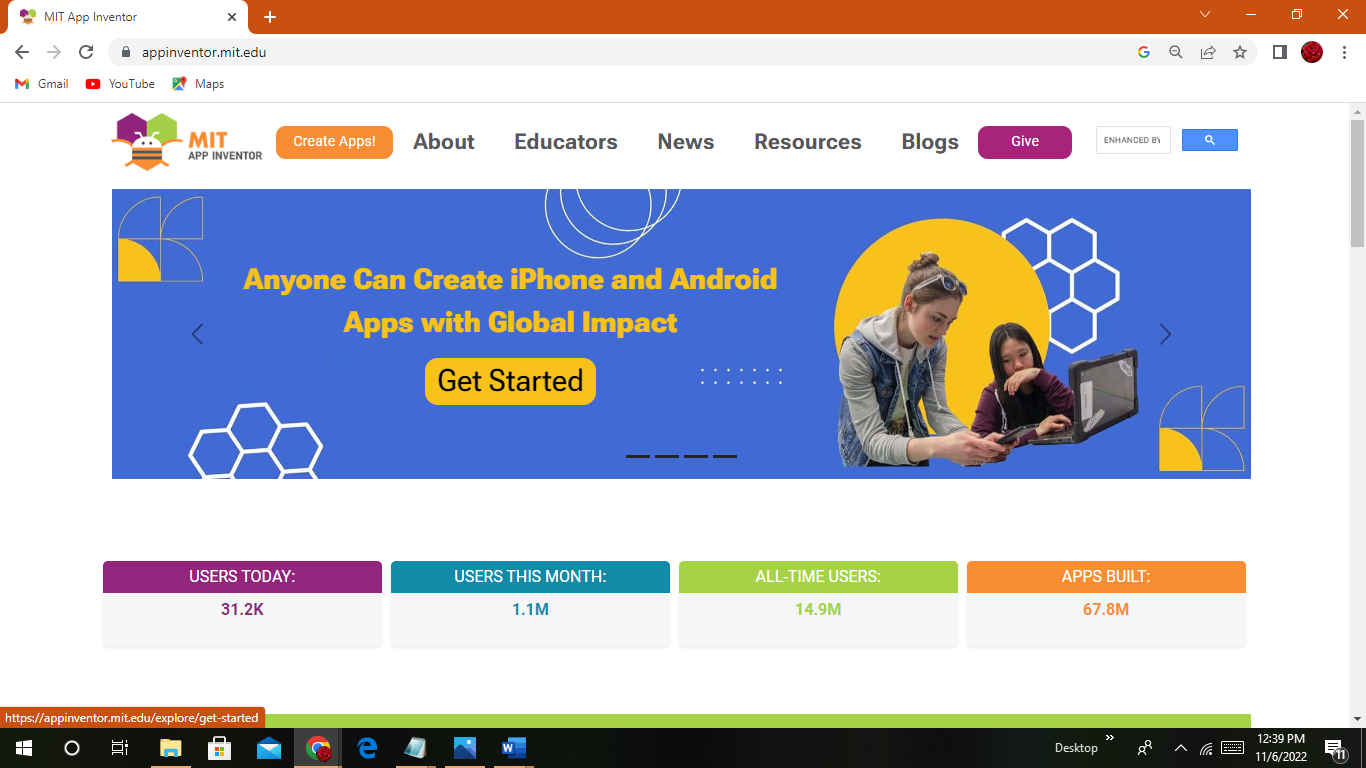 MIT App Inventor
appinventor.mit.edu
Gmail YouTube Maps
MIT
APP INVENTOR
Create Apps! About Educators News Resources Blogs Give ENHANCED BY
Anyone Can Create iPhone and Android
Apps with Global Impact
Get Started
USERS TODAY: USERS THIS MONTH: ALL-TIME USERS: APPS BUILT:
31.2K 1.1M 14.9M 67.8M
https://appinventor.mit.edu/explore/get-started
Desktop
12:39 PM
11/6/2022
11